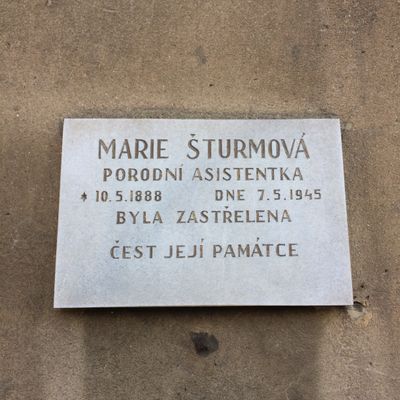 MARIE ŠTURMOVÁ
PORODNÍ ASISTENTKA
* 10.5.1888 DNE 7.5.1945
BYLA ZASTŘELENA
ČEST JEJÍ PAMÁTCE